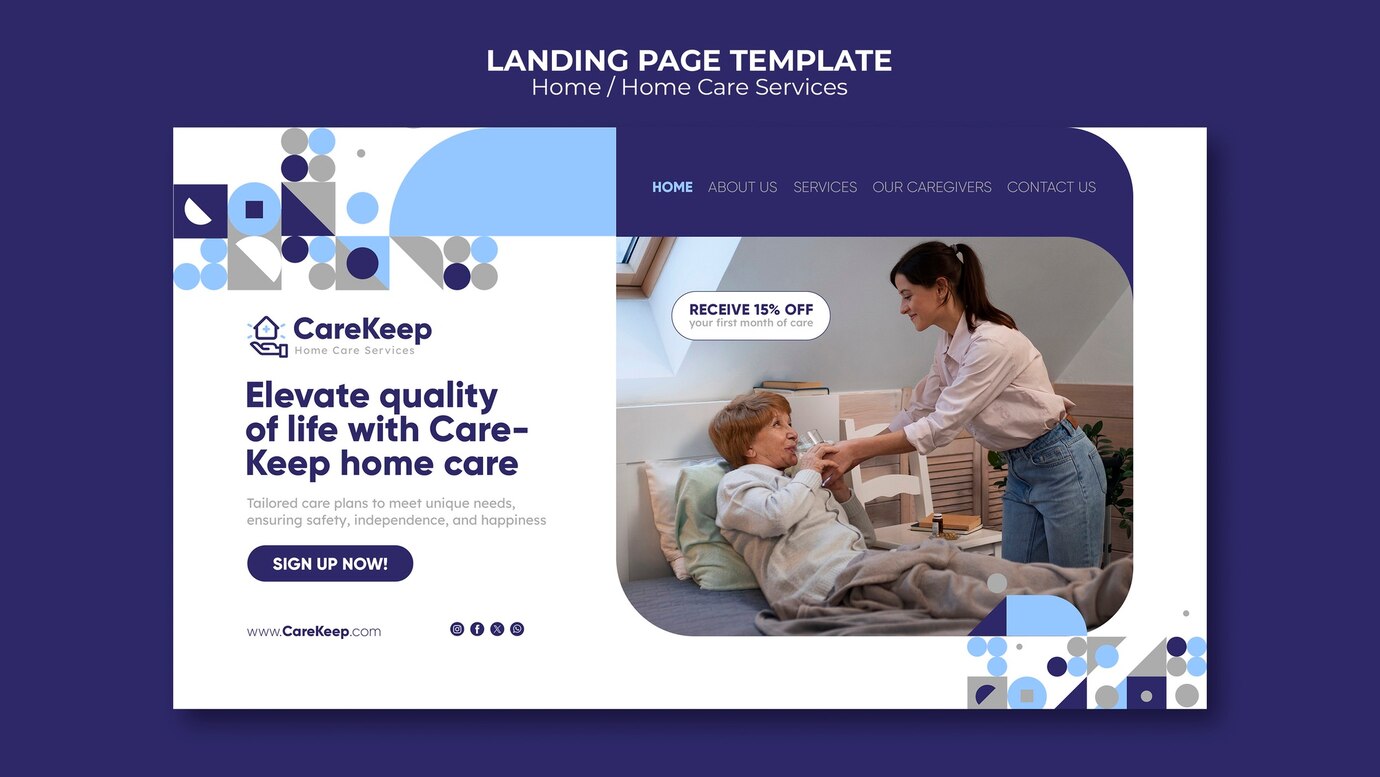 LANDING PAGE TEMPLATE
Home / Home Care Services
HOME ABOUT US SERVICES OUR CAREGIVERS CONTACT US
CareKeep
Home Care Services
Elevate quality
of life with Care-
Keep home care
Tailored care plans to meet unique needs,
ensuring safety, independence, and happiness
SIGN UP NOW!
www.CareKeep.com
RECEIVE 15% OFF
your first month of care